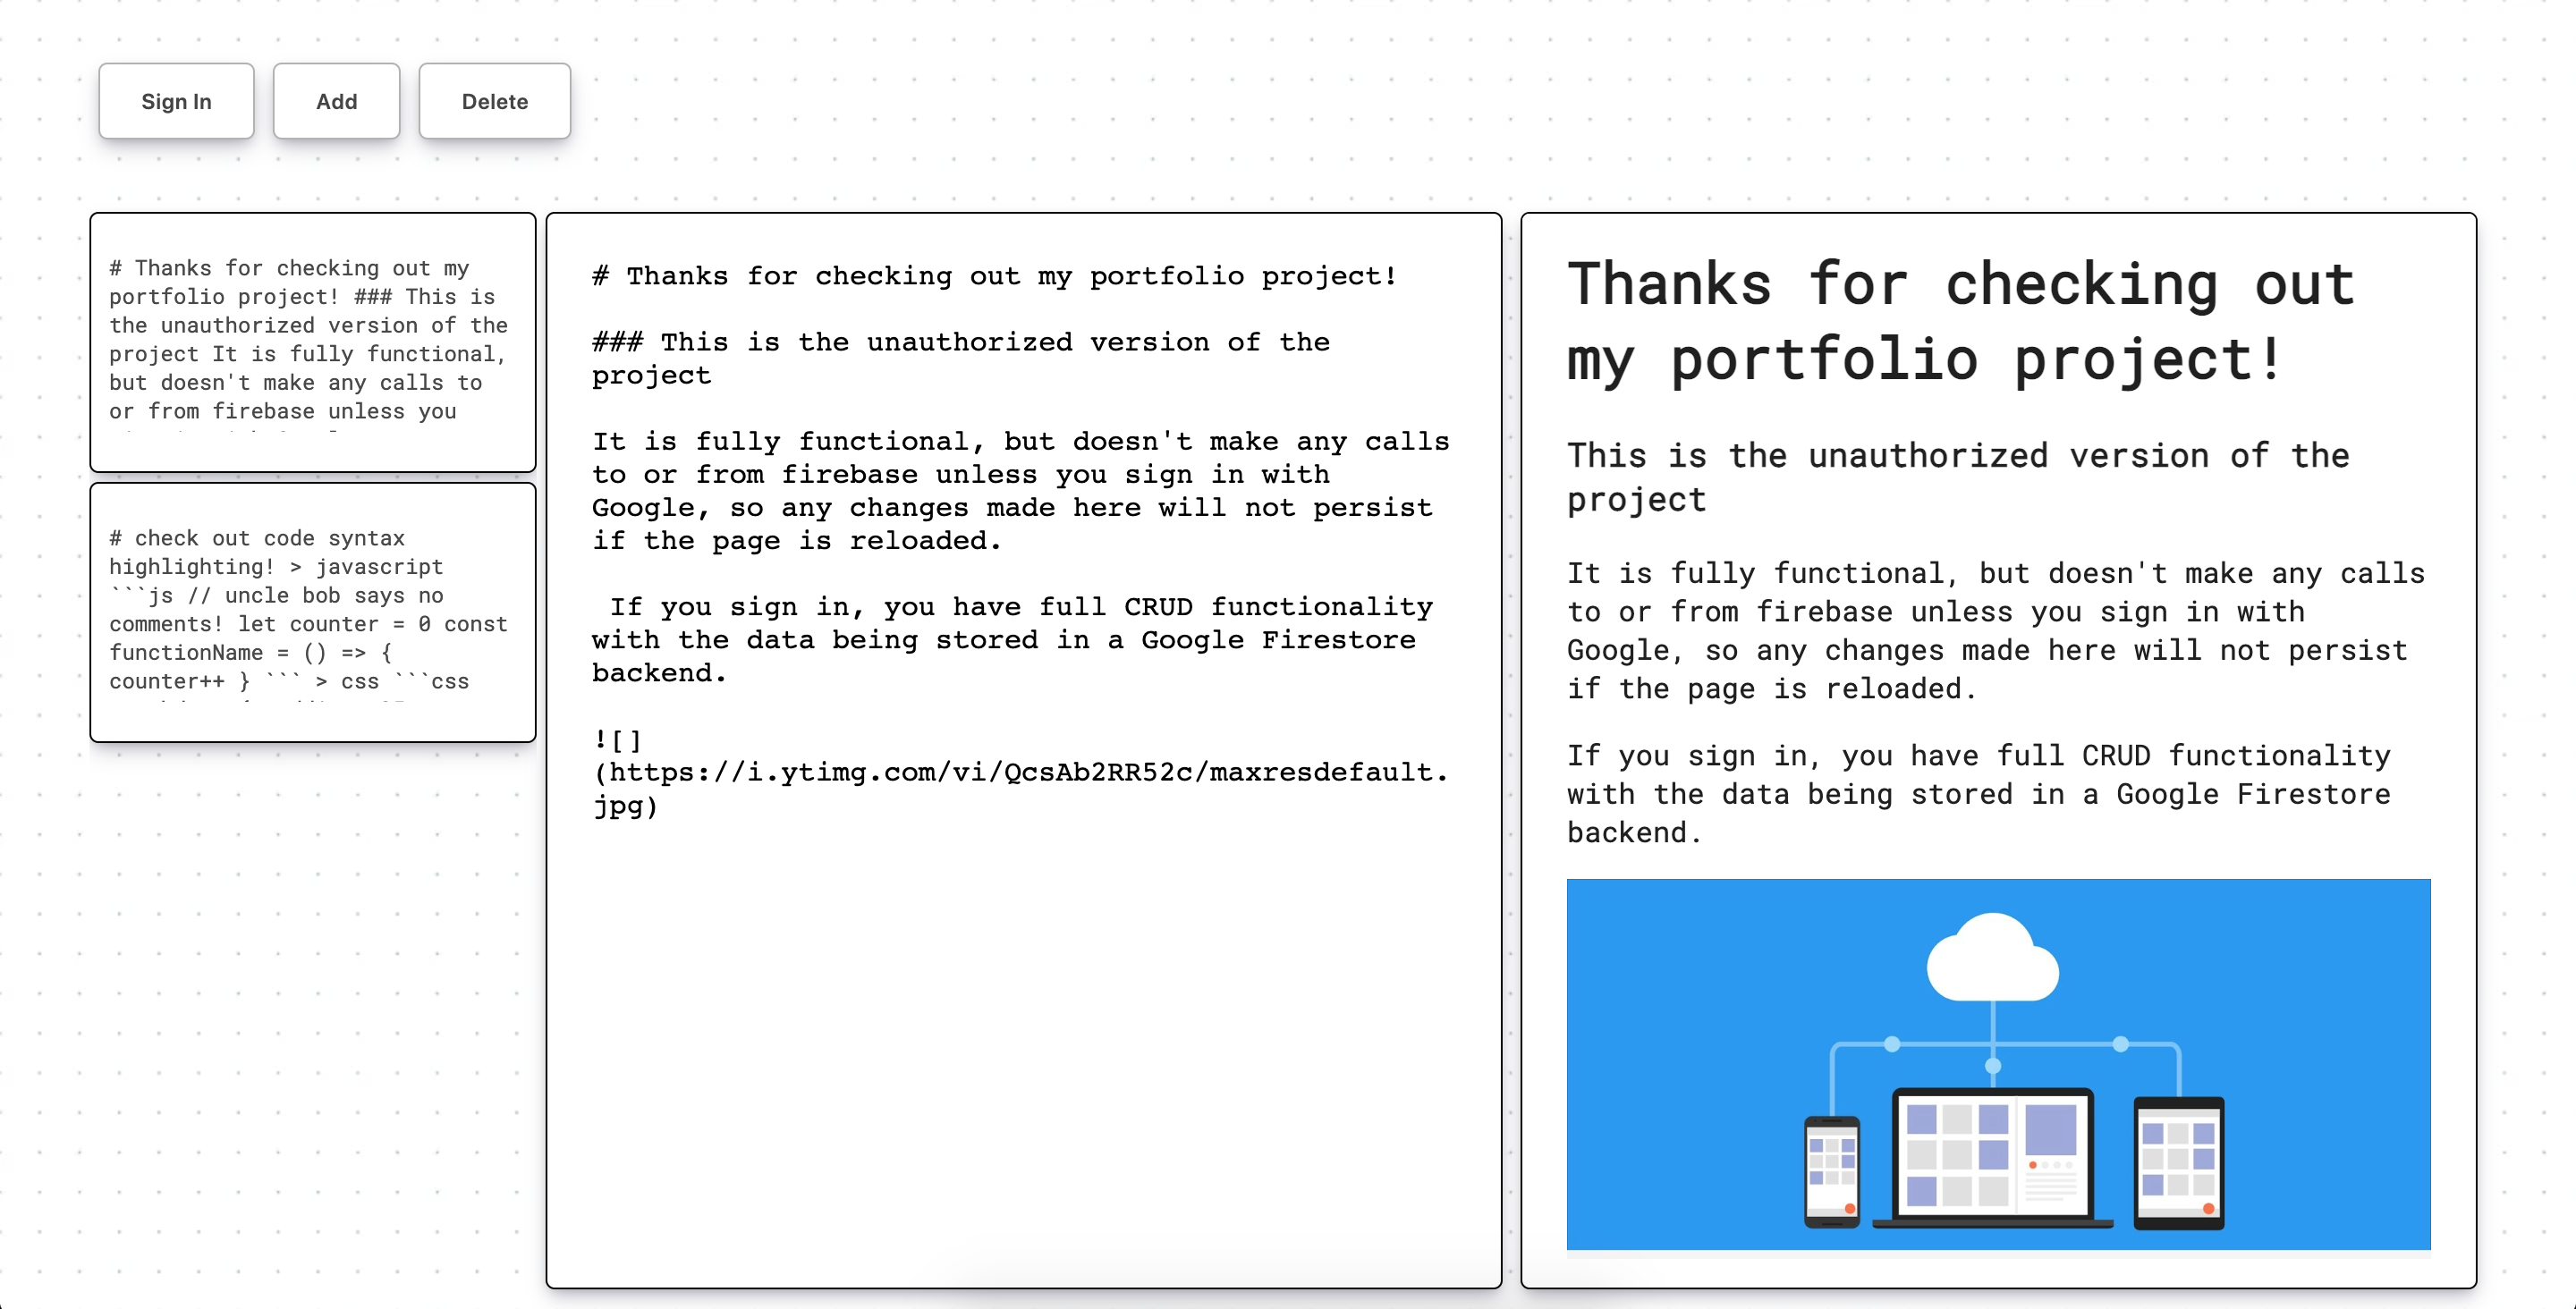 Sign In
Add
Delete
# Thanks for checking out my
portfolio project! ### This is
the unauthorized version of the
project It is fully functional,
but doesn't make any calls to
or from firebase unless you
# check out code syntax
highlighting! > javascript
```js // uncle bob says no
comments! let counter = 0 const
functionName = () => {
counter++ } ``` > css ```css
# Thanks for checking out my portfolio project!
### This is the unauthorized version of the
project
It is fully functional, but doesn't make any calls
to or from firebase unless you sign in with
Google, so any changes made here will not persist
if the page is reloaded.
If you sign in, you have full CRUD functionality
with the data being stored in a Google Firestore
backend.
![]
(https://i.ytimg.com/vi/QcsAb2RR52c/maxresdefault.
jpg)
Thanks for checking out
my portfolio project!
This is the unauthorized version of the
project
It is fully functional, but doesn't make any calls
to or from firebase unless you sign in with
Google, so any changes made here will not persist
if the page is reloaded.
If you sign in, you have full CRUD functionality
with the data being stored in a Google Firestore
backend.